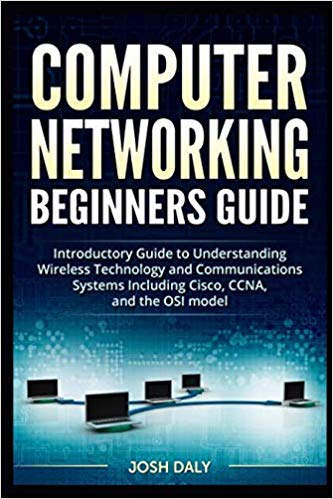 COMPUTER
NETWORKING
BEGINNERS GUIDE
Introductory Guide to Understanding
Wireless Technology and Communications
Systems Including Cisco, CCNA,
and the OSI model
JOSH DALY